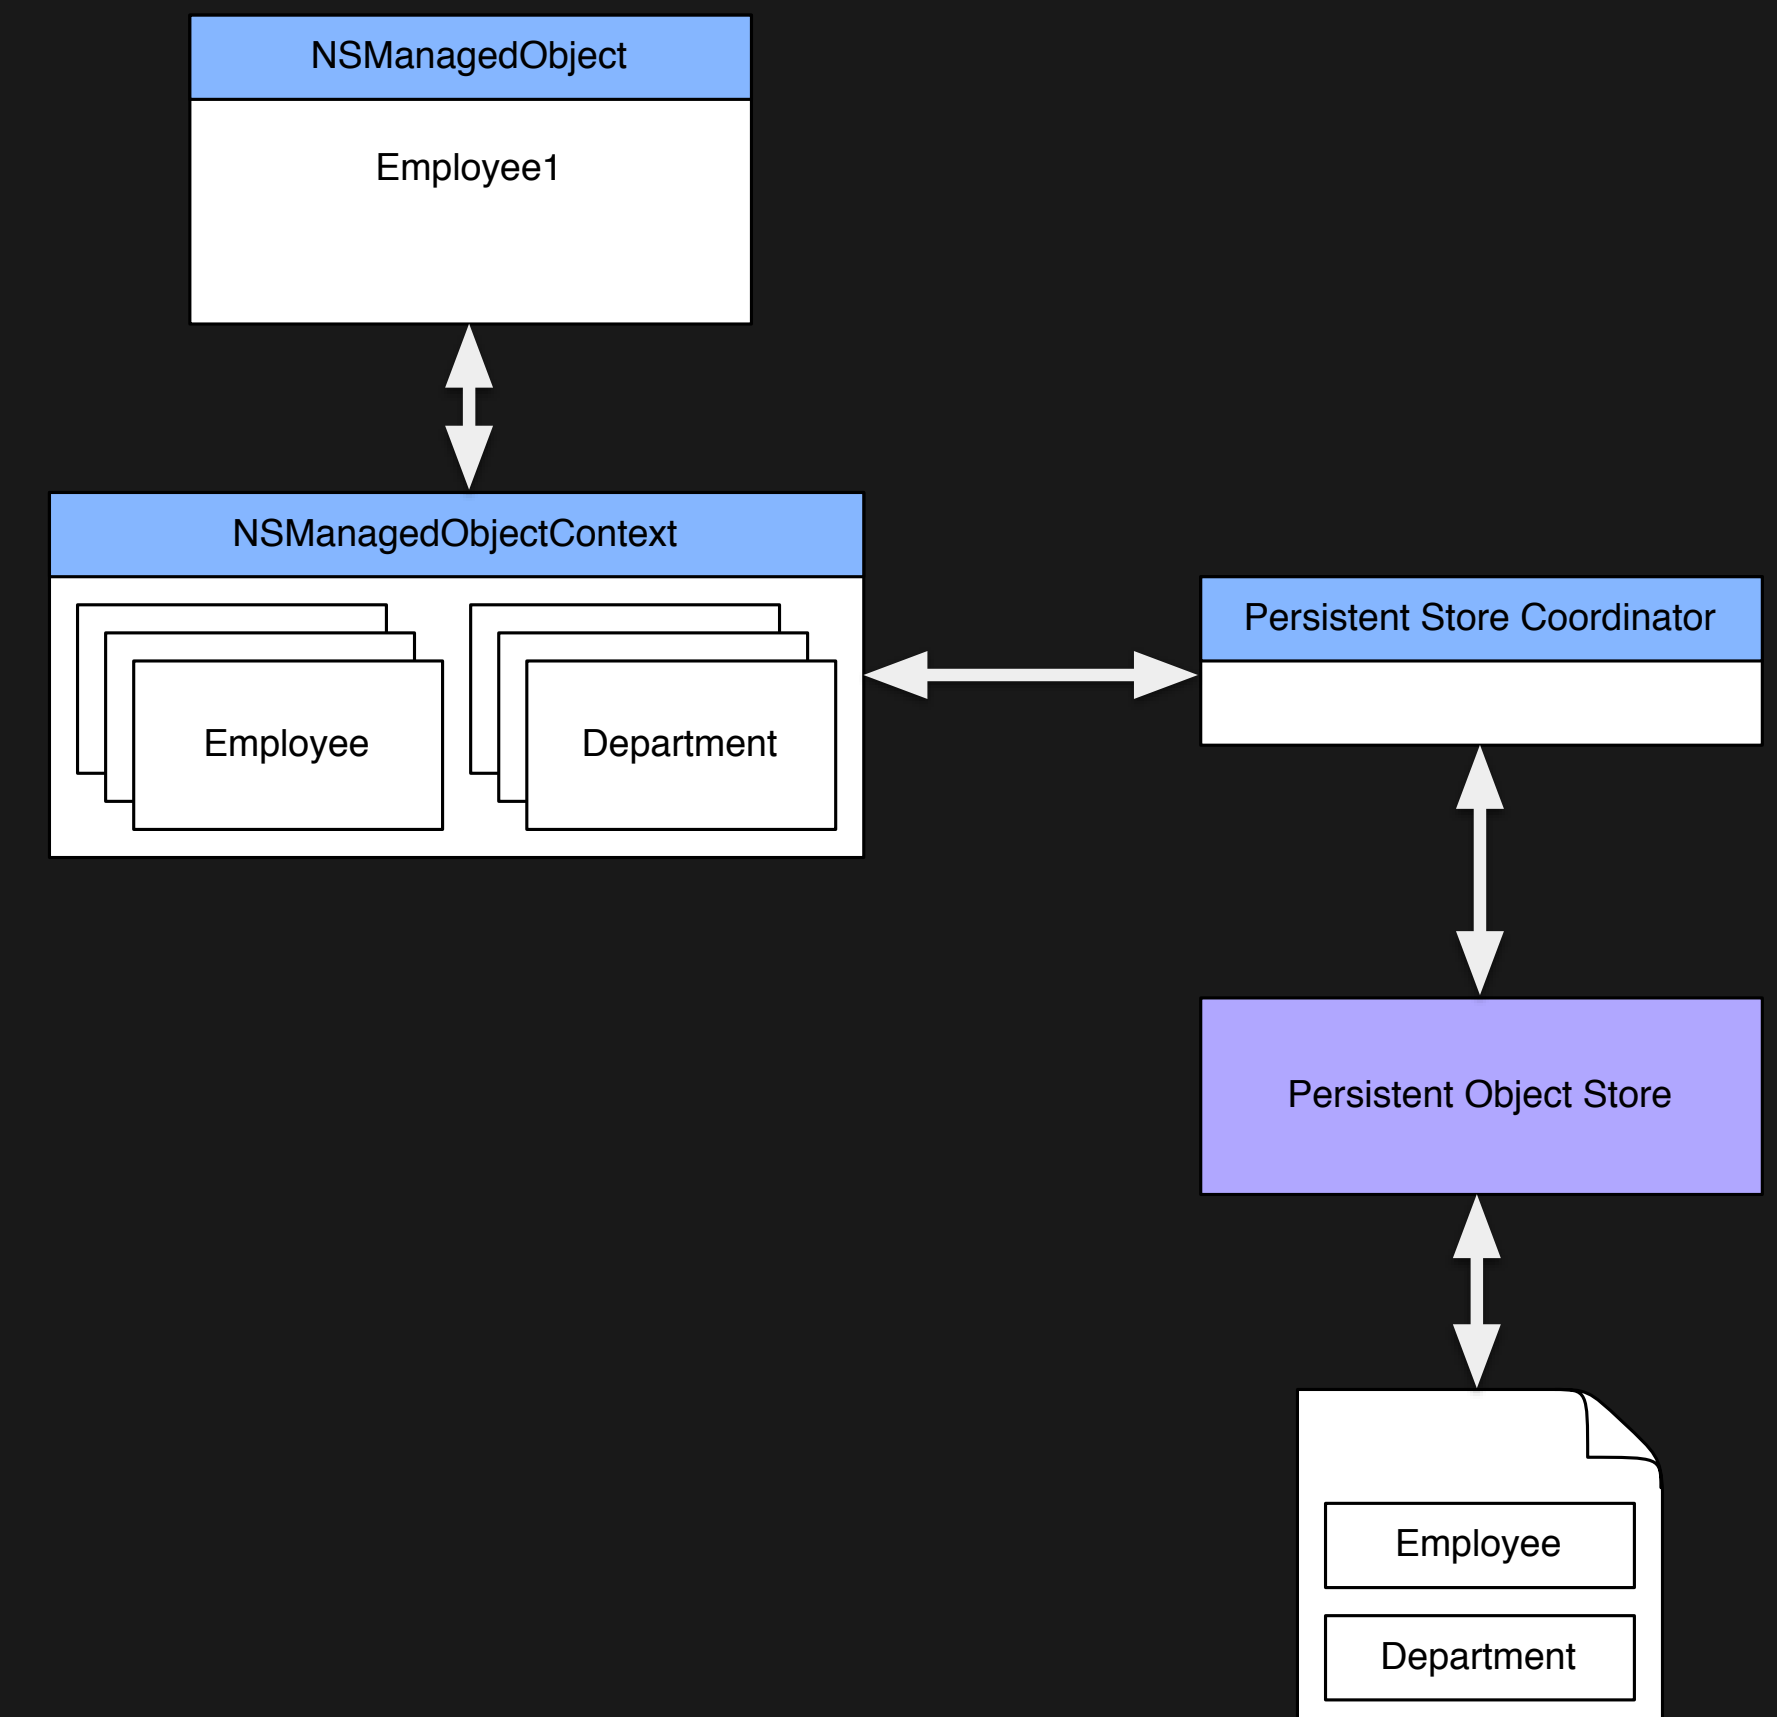 NSManagedObject
Employee1
NSManagedObjectContext
Employee
Department
Persistent Store Coordinator
Persistent Object Store
Employee
Department